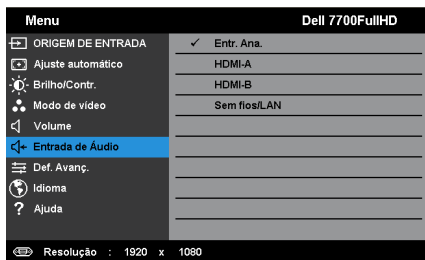 Menu Dell 7700FullHD
ORIGEM DE ENTRADA ✓ Entr. Ana.
Ajuste automático HDMI-A
Brilho/Contr. HDMI-B
Modo de vídeo Sem fios/LAN
Volume
Entrada de Áudio
Def. Avanç.
Idioma
? Ajuda
Resolução : 1920 x 1080